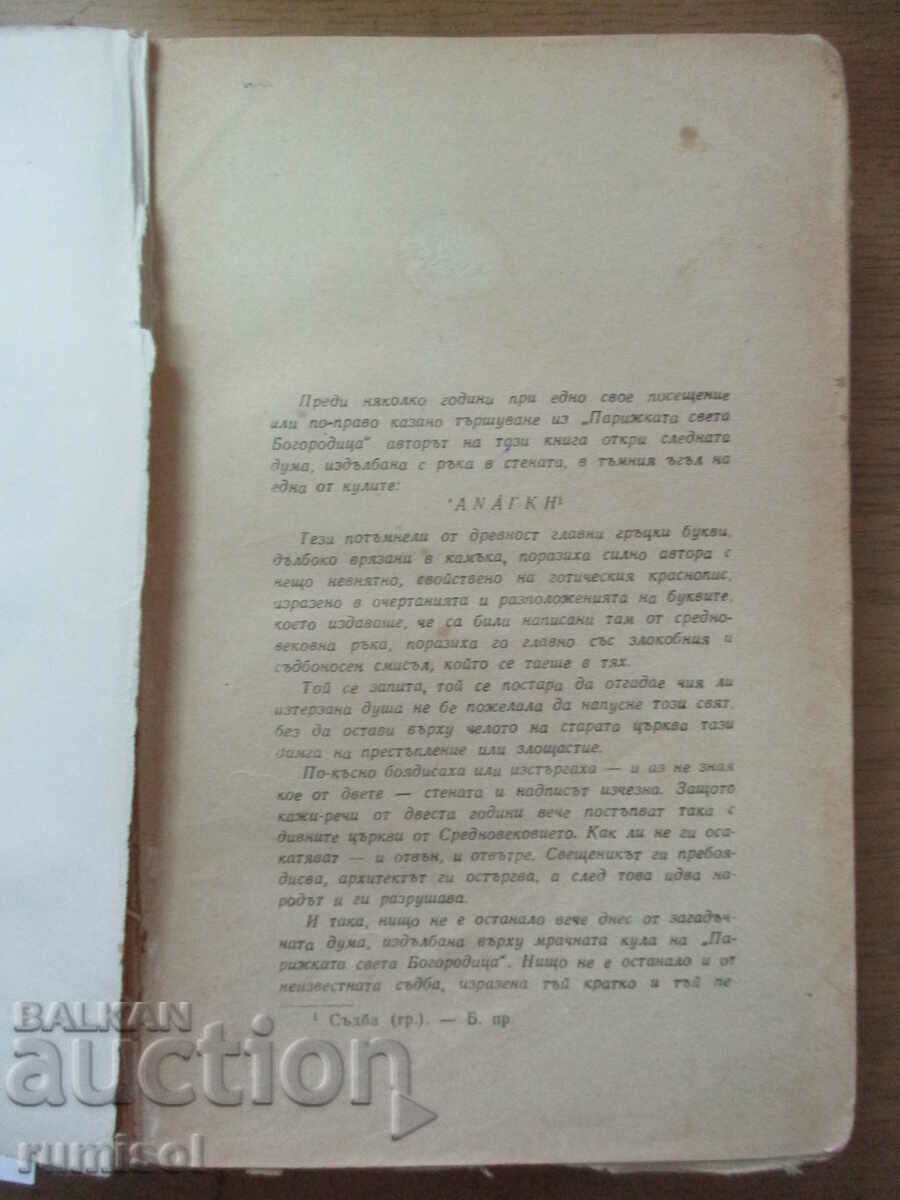 Преди няколко години при едно свое посещение
или по-право казано тършуване из „Парижката света
Богородица“ авторът на тази книга откри следната
дума, издълбана с ръка в стената, в тъмния ъгъл на
една от кулите:
'ΑΝΆΓΚΗ¹
Тези потъмнели от древност главни гръцки букви,
дълбоко врязани в камъка, поразиха силно автора с
нещо невнятно, свойствено на готическия краснопис,
изразено в очертанията и разположенията на буквите,
което издаваше, че са били написани там от средно-
вековна ръка, поразиха го главно със злокобния и
съдбоносен смисъл, който се таеше в тях.
Той се запита, той се постара да отгадае чия ли
изтерзана душа не бе пожелала да напусне този свят,
без да остави върху челото на старата църква тази
дамга на престъпление или злощастие.
По-късно боядисаха или изстъргаха — и аз не зная
кое от двете — стената и надписът изчезна. Защото
кажи-речи от двеста години вече постъпват така с
дивните църкви от Средновековието. Как ли не ги оса-
катяват — и отвън, и отвътре. Свещеникът ги пребоя-
дисва, архитектът ги остъргва, а след това идва на-
родът и ги разрушава.
И така, нищо не е останало вече днес от загадъч-
ната дума, издълбана върху мрачната кула на „Па-
рижката света Богородица“. Нищо не е останало и от
неизвестната съдба, изразена тъй кратко и тъй пе
¹ Съдба (гр.). — Б. пр
BALKAN
auction
rumisol